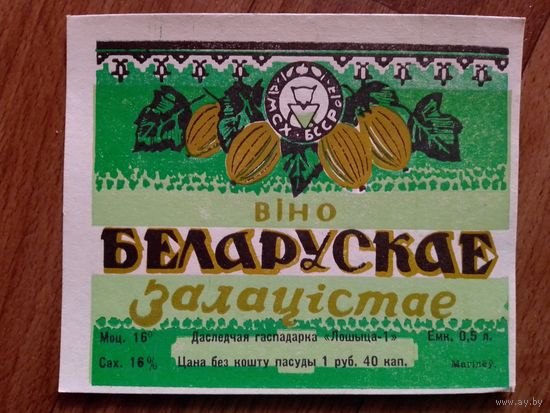 БССР
ВІНО
БЕЛАРУСКАЕ
Залацістае
Моц. 16° Даследчая гаспадарка «Лошыца-1» Емк. 0,5 л.
Сах. 16% Цана без кошту пасуды 1 руб. 40 кап. Магілеў.
www.ay.by